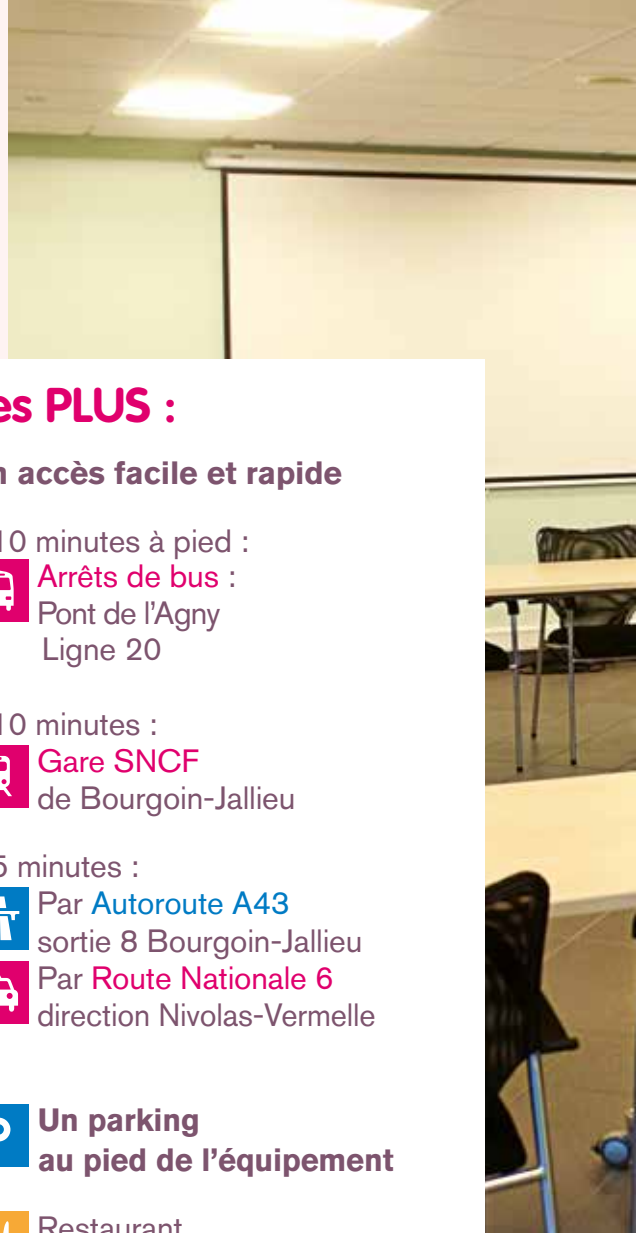 es PLUS :
n accès facile et rapide
10 minutes à pied :
Arrêts de bus :
Pont de l'Agny
Ligne 20
10 minutes :
Gare SNCF
de Bourgoin-Jallieu
5 minutes :
Par Autoroute A43
sortie 8 Bourgoin-Jallieu
Par Route Nationale 6
direction Nivolas-Vermelle
Un parking
au pied de l'équipement
Restaurant